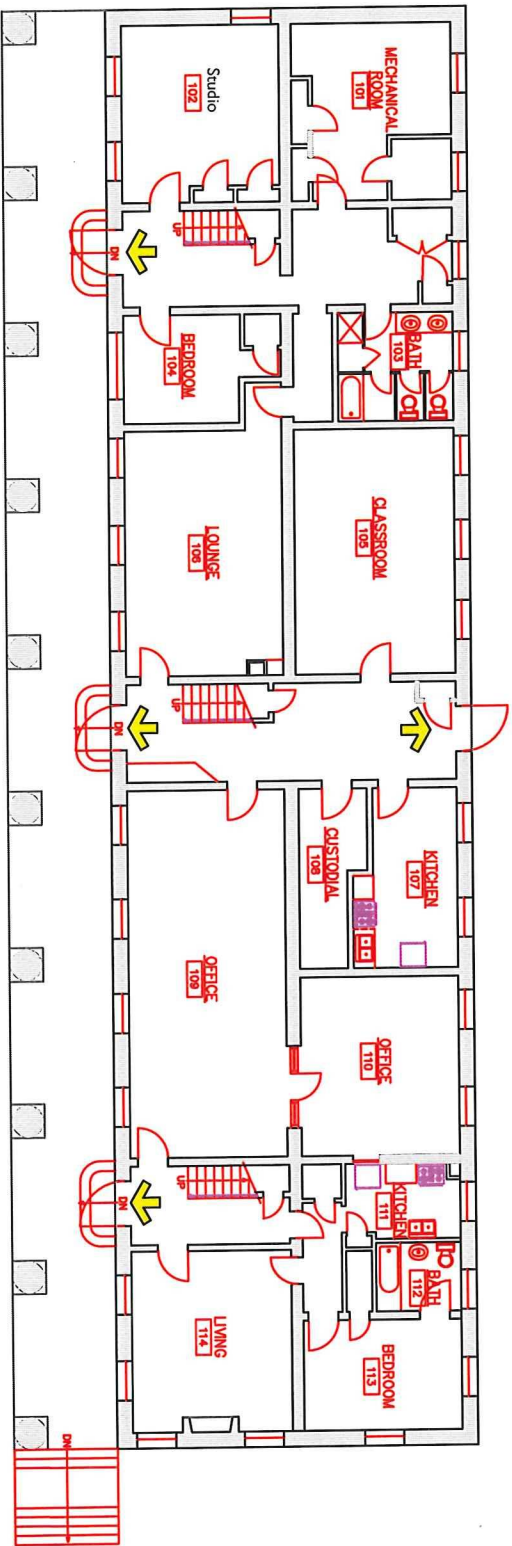 MECHANICAL
ROOM
101
Studio
102
UP
DN
BATH
103
BEDROOM
104
CLASSROOM
105
LOUNGE
106
UP
DN
KITCHEN
107
CUSTODIAL
108
OFFICE
109
OFFICE
110
UP
DN
KITCHEN
111
BATH
112
BEDROOM
113
LIVING
114
DN